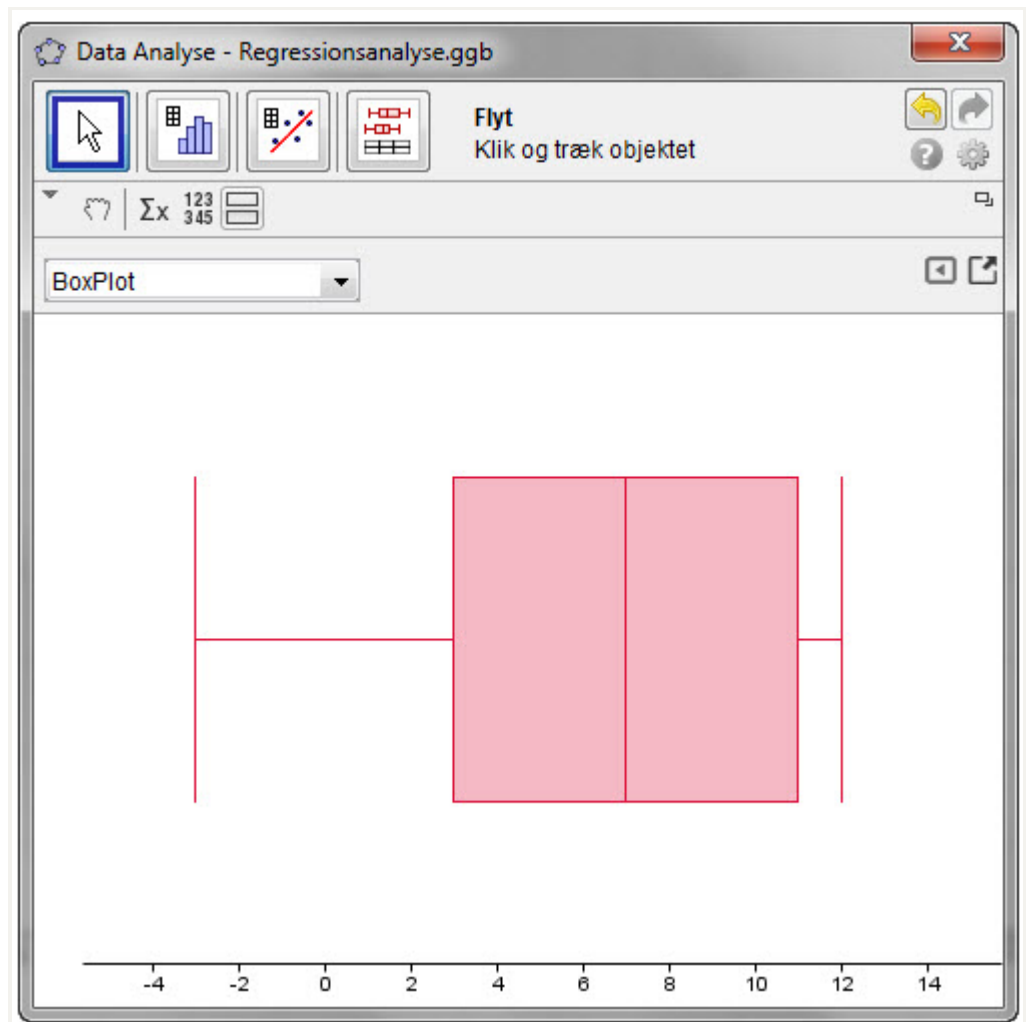 Data Analyse - Regressionsanalyse.ggb
Flyt
Klik og træk objektet
Σx 123
345
BoxPlot
-4 -2 0 2 4 6 8 10 12 14